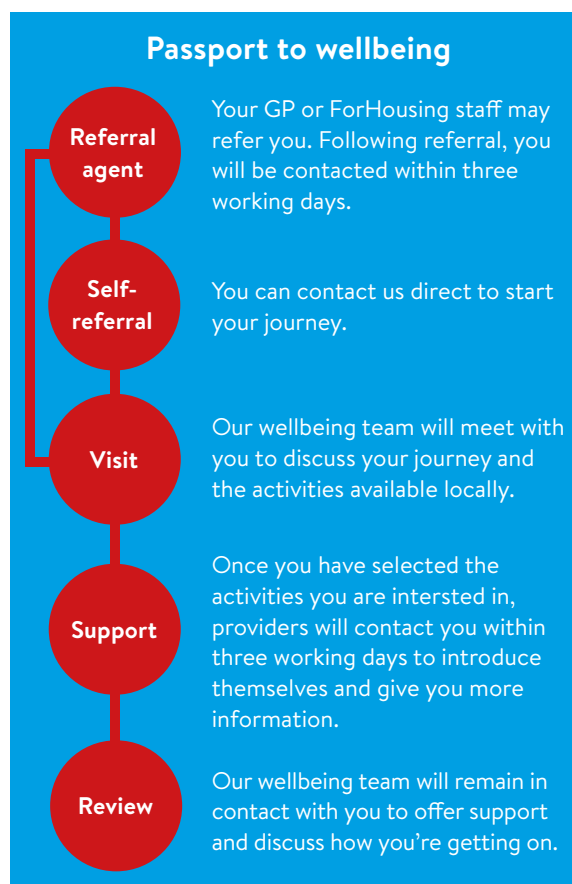 Passport to wellbeing
Referral
agent
Your GP or ForHousing staff may
refer you. Following referral, you
will be contacted within three
working days.
Self-
referral
You can contact us direct to start
your journey.
Visit
Our wellbeing team will meet with
you to discuss your journey and
the activities available locally.
Support
Once you have selected the
activities you are intersted in,
providers will contact you within
three working days to introduce
themselves and give you more
information.
Review
Our wellbeing team will remain in
contact with you to offer support
and discuss how you’re getting on.